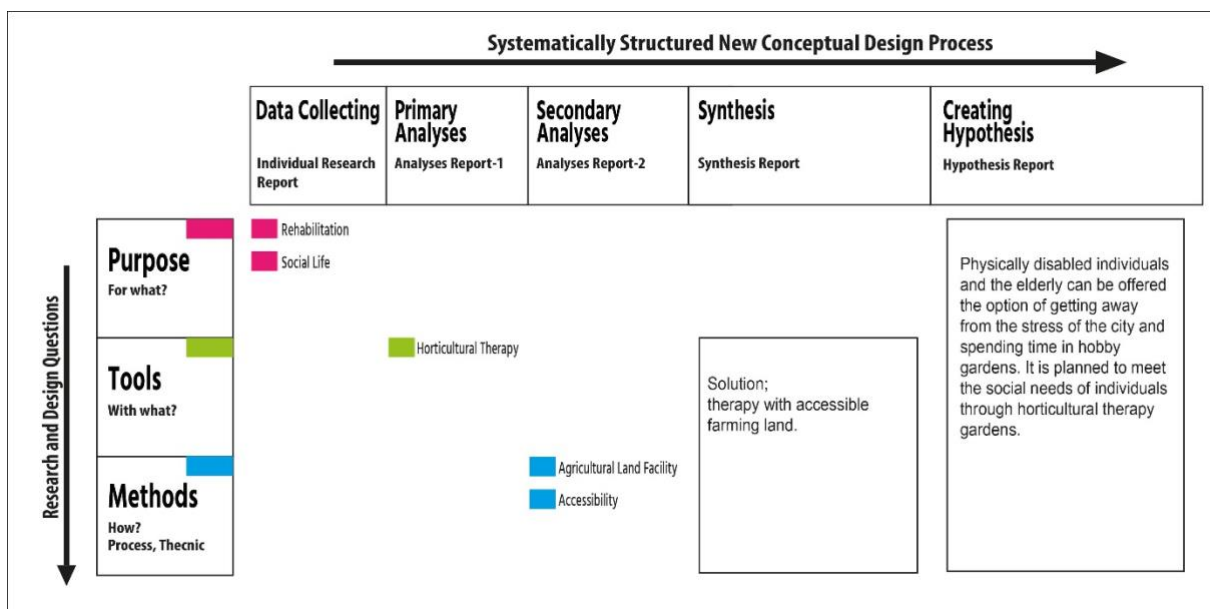 Systematically Structured New Conceptual Design Process
Data Collecting
Individual Research
Report
Primary
Analyses
Analyses Report-1
Secondary
Analyses
Analyses Report-2
Synthesis
Synthesis Report
Creating
Hypothesis
Hypothesis Report
Research and Design Questions
Purpose
For what?
Rehabilitation
Social Life
Tools
With what?
Horticultural Therapy
Methods
How?
Process, Thecnic
Agricultural Land Facility
Accessibility
Solution;
therapy with accessible
farming land.
Physically disabled individuals
and the elderly can be offered
the option of getting away
from the stress of the city and
spending time in hobby
gardens. It is planned to meet
the social needs of individuals
through horticultural therapy
gardens.